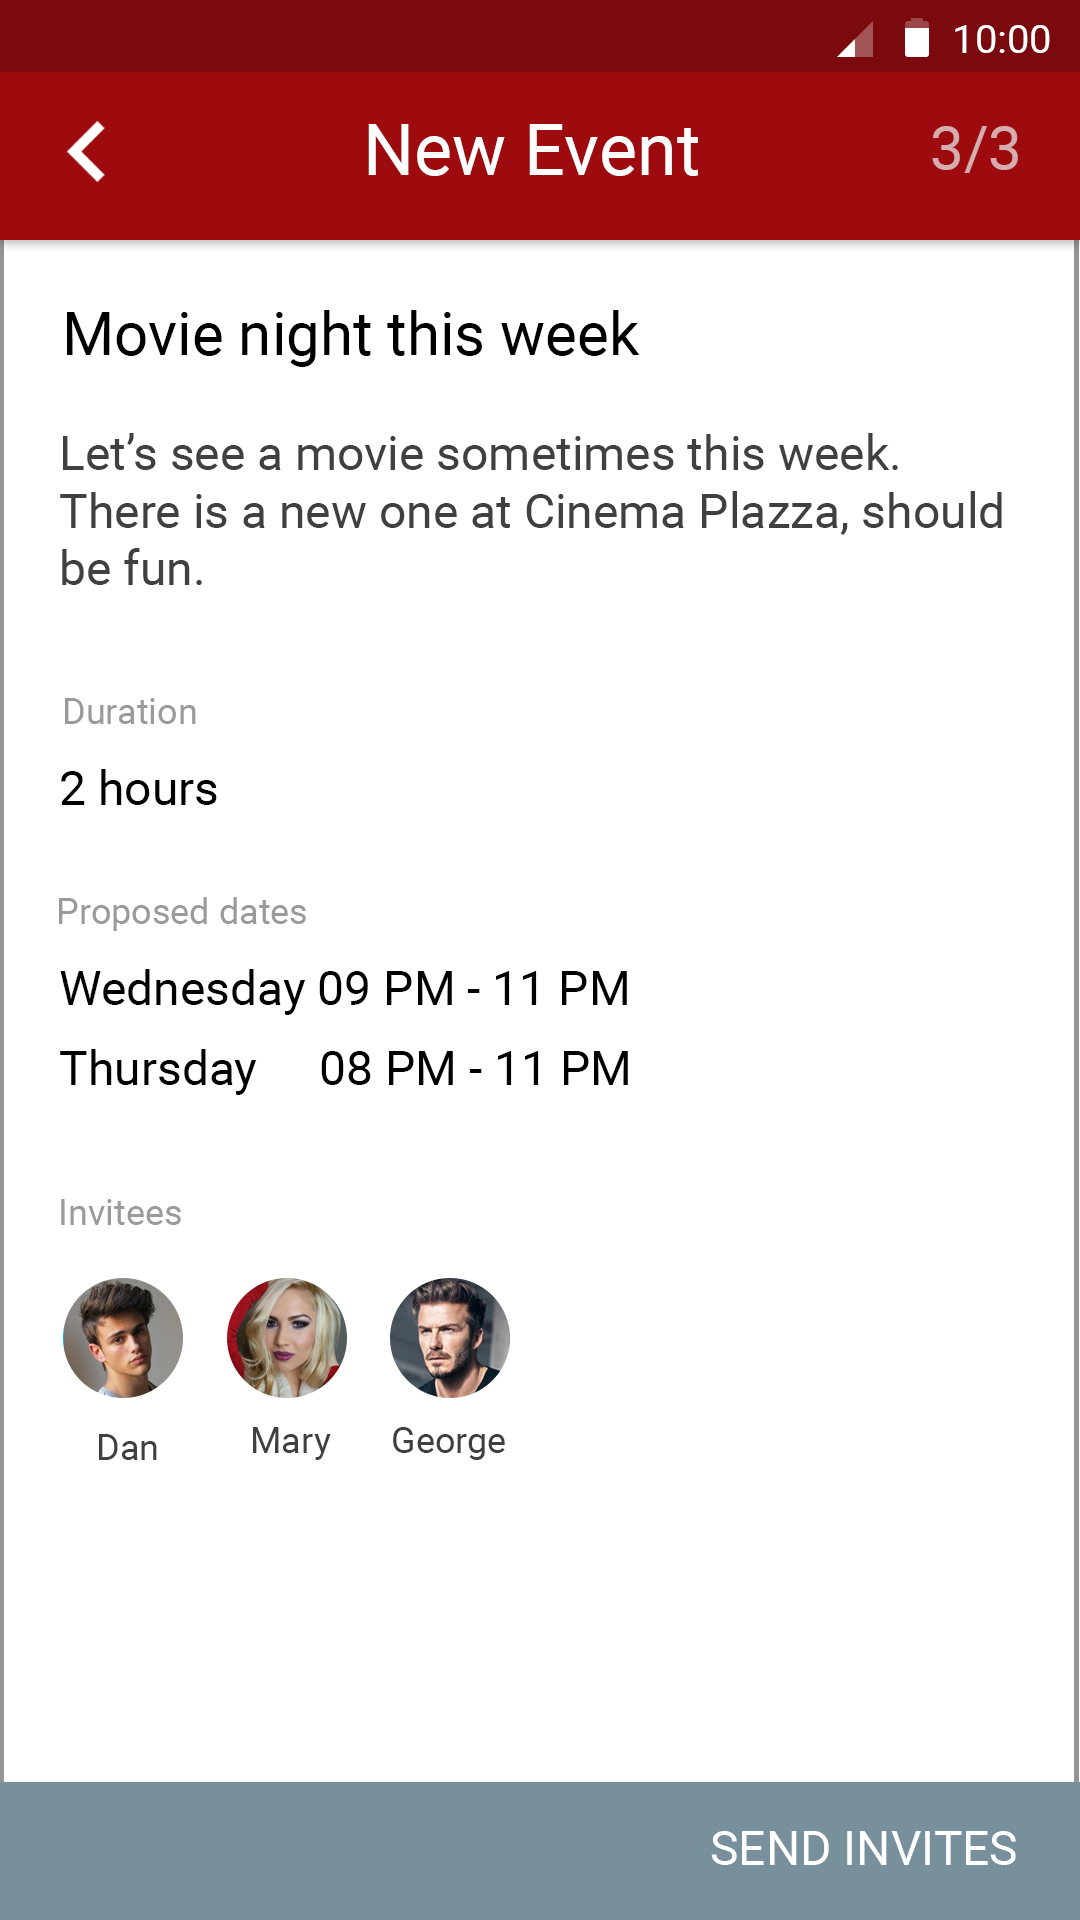 10:00
New Event 3/3
Movie night this week
Let’s see a movie sometimes this week.
There is a new one at Cinema Plazza, should
be fun.
Duration
2 hours
Proposed dates
Wednesday 09 PM - 11 PM
Thursday 08 PM - 11 PM
Invitees
Dan Mary George
SEND INVITES